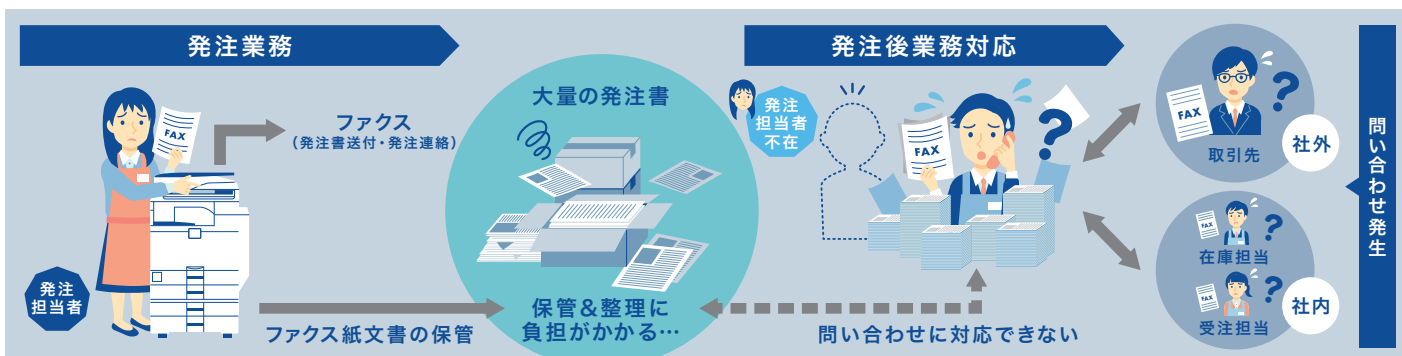 発注業務
FAX
ファクス
（発注書送付・発注連絡）
発注
担当者
ファクス紙文書の保管
大量の発注書
保管＆整理に
負担がかかる…
発注後業務対応
発注
担当者
不在
FAX
?
問い合わせに対応できない
FAX
?
取引先
社外
FAX
?
在庫担当
FAX
?
受注担当
社内
問い合わせ発生